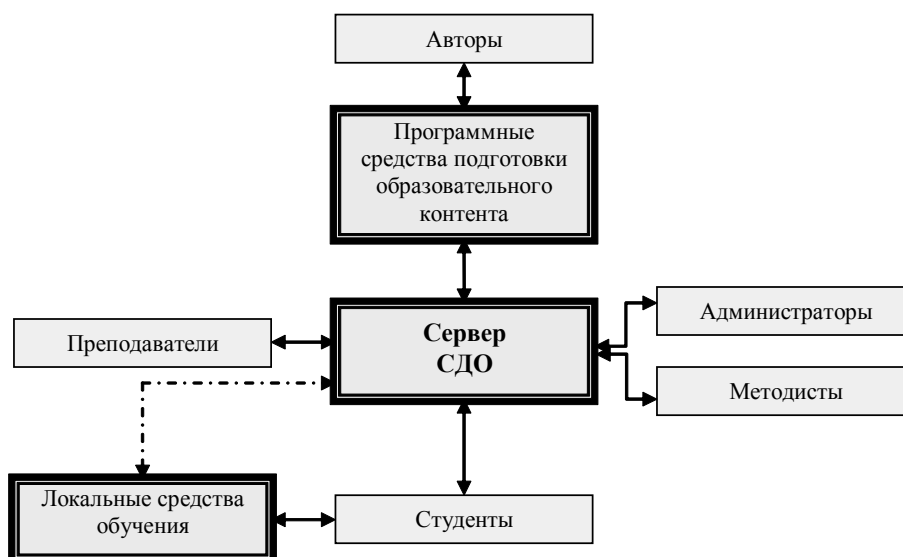 Авторы
Программные
средства подготовки
образовательного
контента
Сервер
СДО
Администраторы
Преподаватели
Методисты
Локальные средства
обучения
Студенты